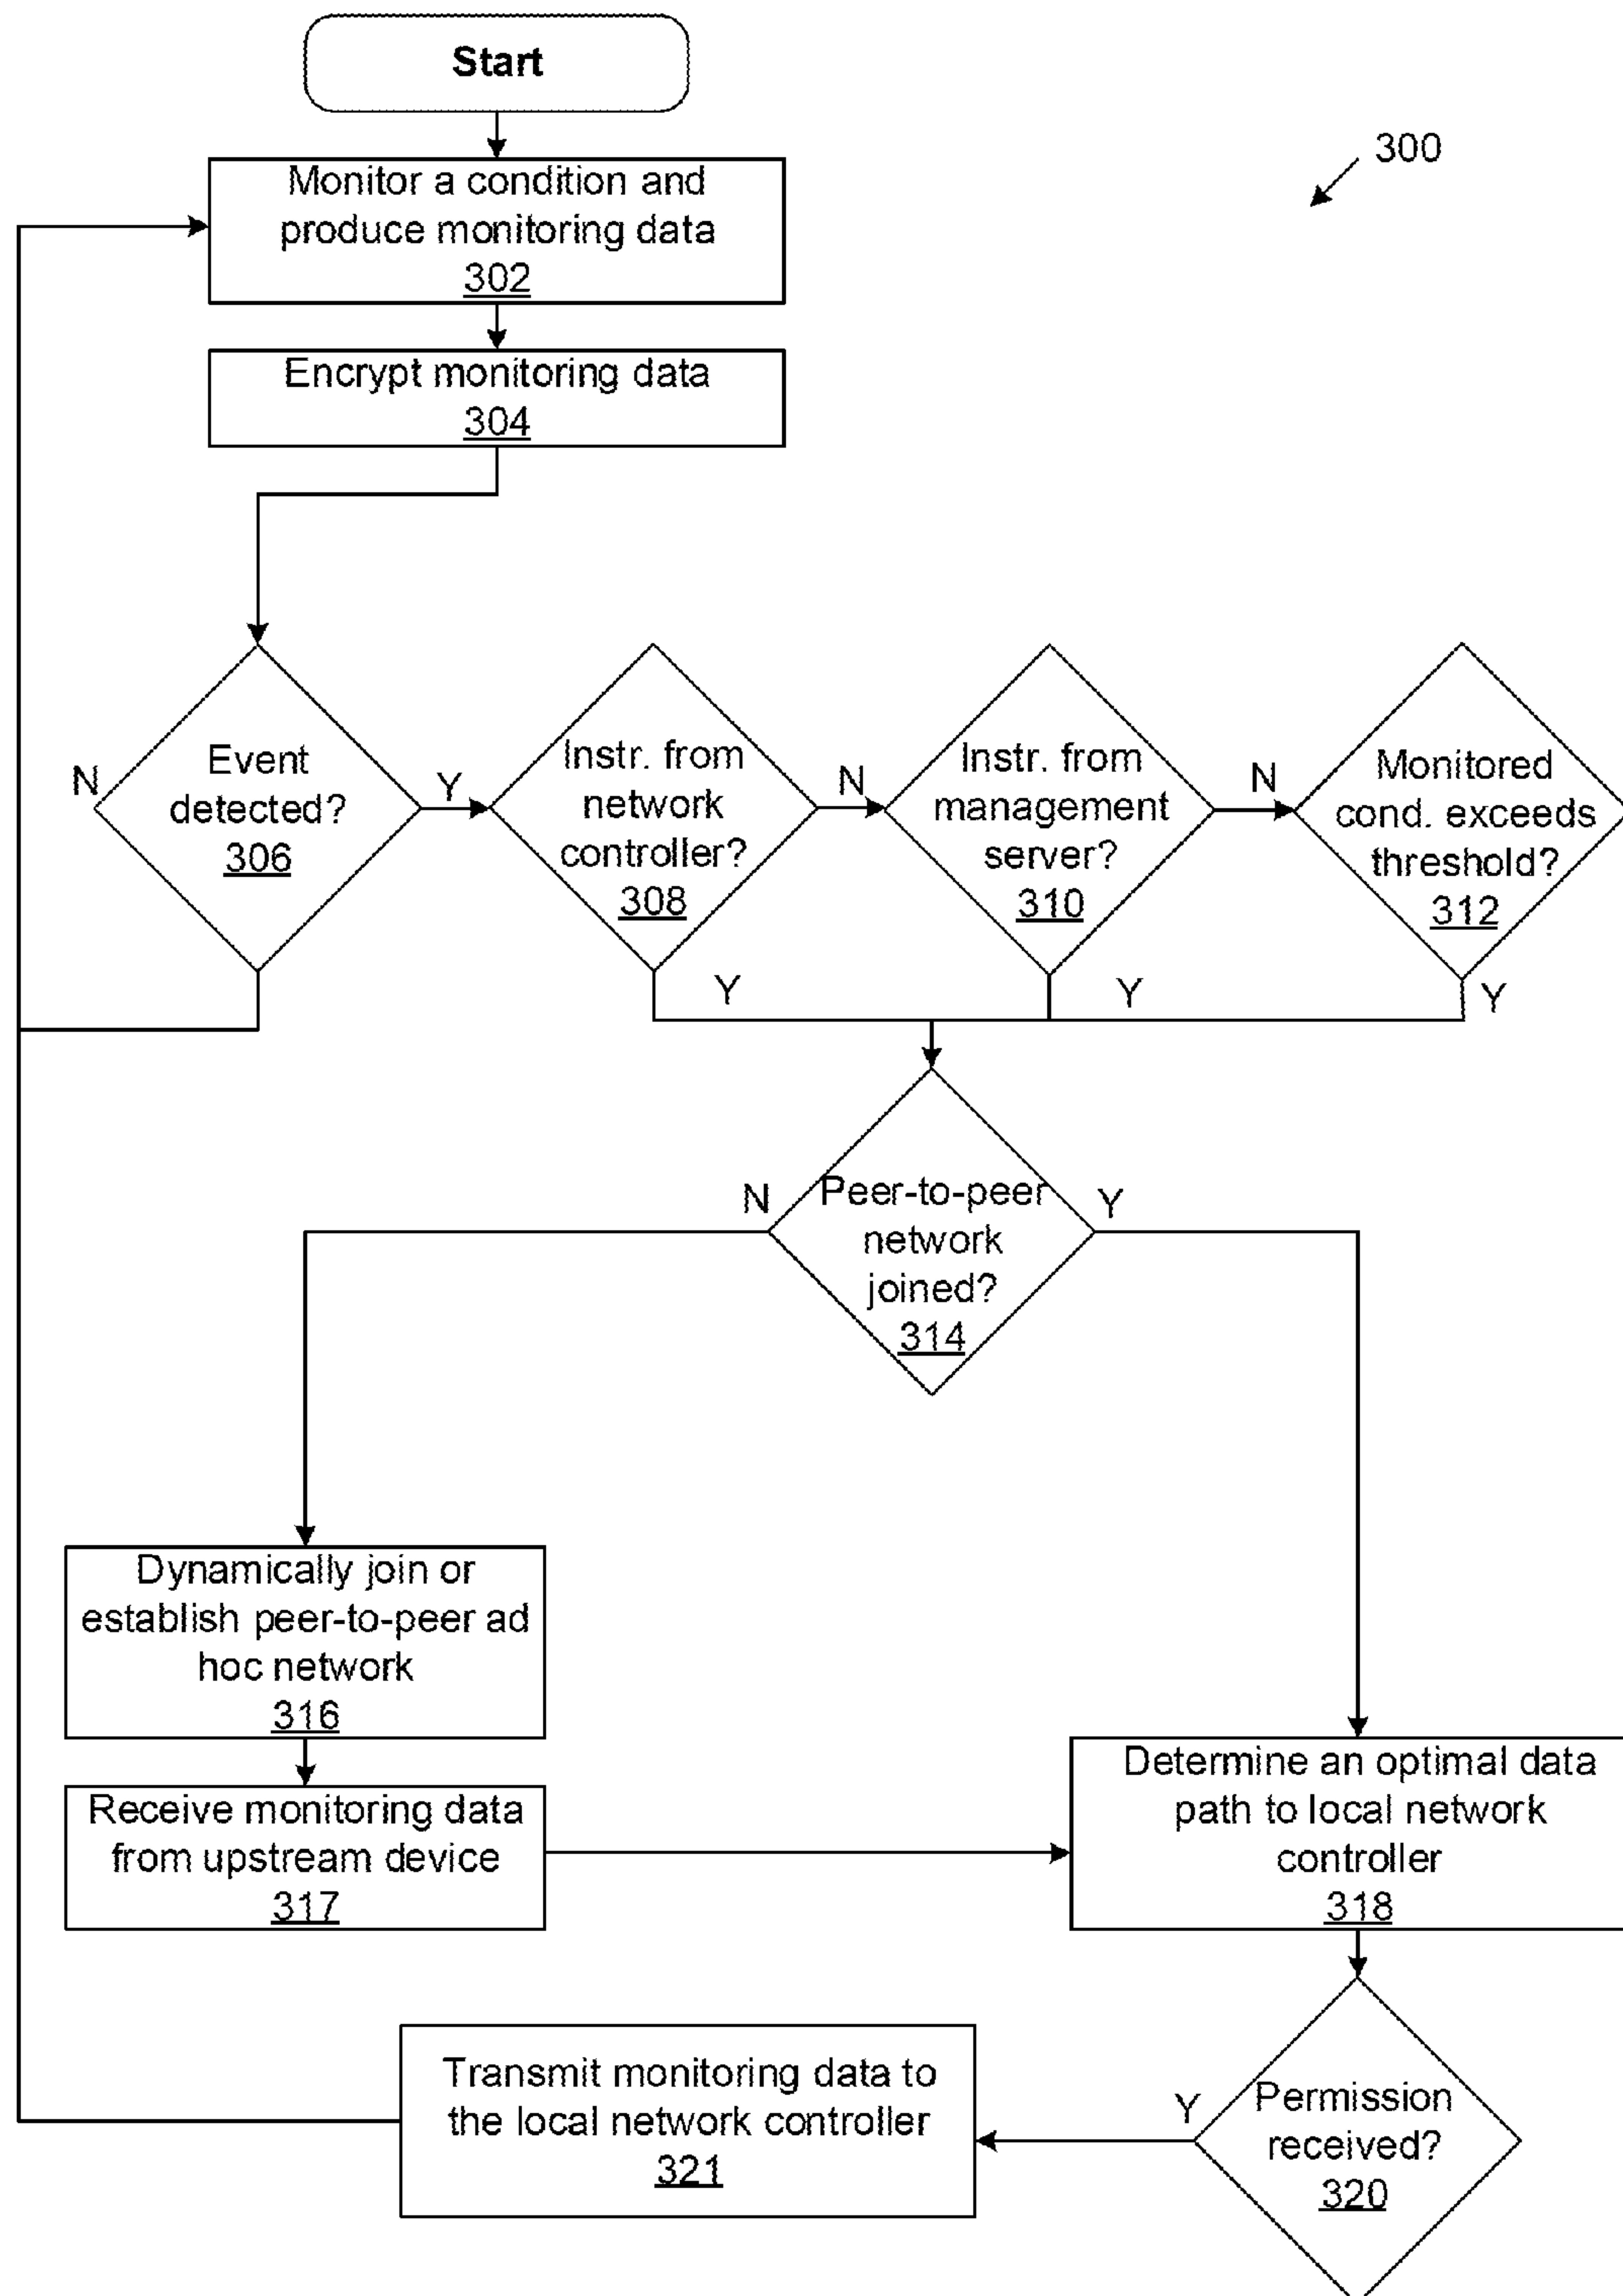 Start
300
Monitor a condition and
produce monitoring data
302
Encrypt monitoring data
304
N
Event
detected?
306
Y
Instr. from
network
controller?
308
N
Instr. from
management
server?
310
N
Monitored
cond. exceeds
threshold?
312
Y
Y
Y
N
Peer-to-peer
network
joined?
314
Y
Dynamically join or
establish peer-to-peer ad
hoc network
316
Receive monitoring data
from upstream device
317
Determine an optimal data
path to local network
controller
318
Transmit monitoring data to
the local network controller
321
Y
Permission
received?
320